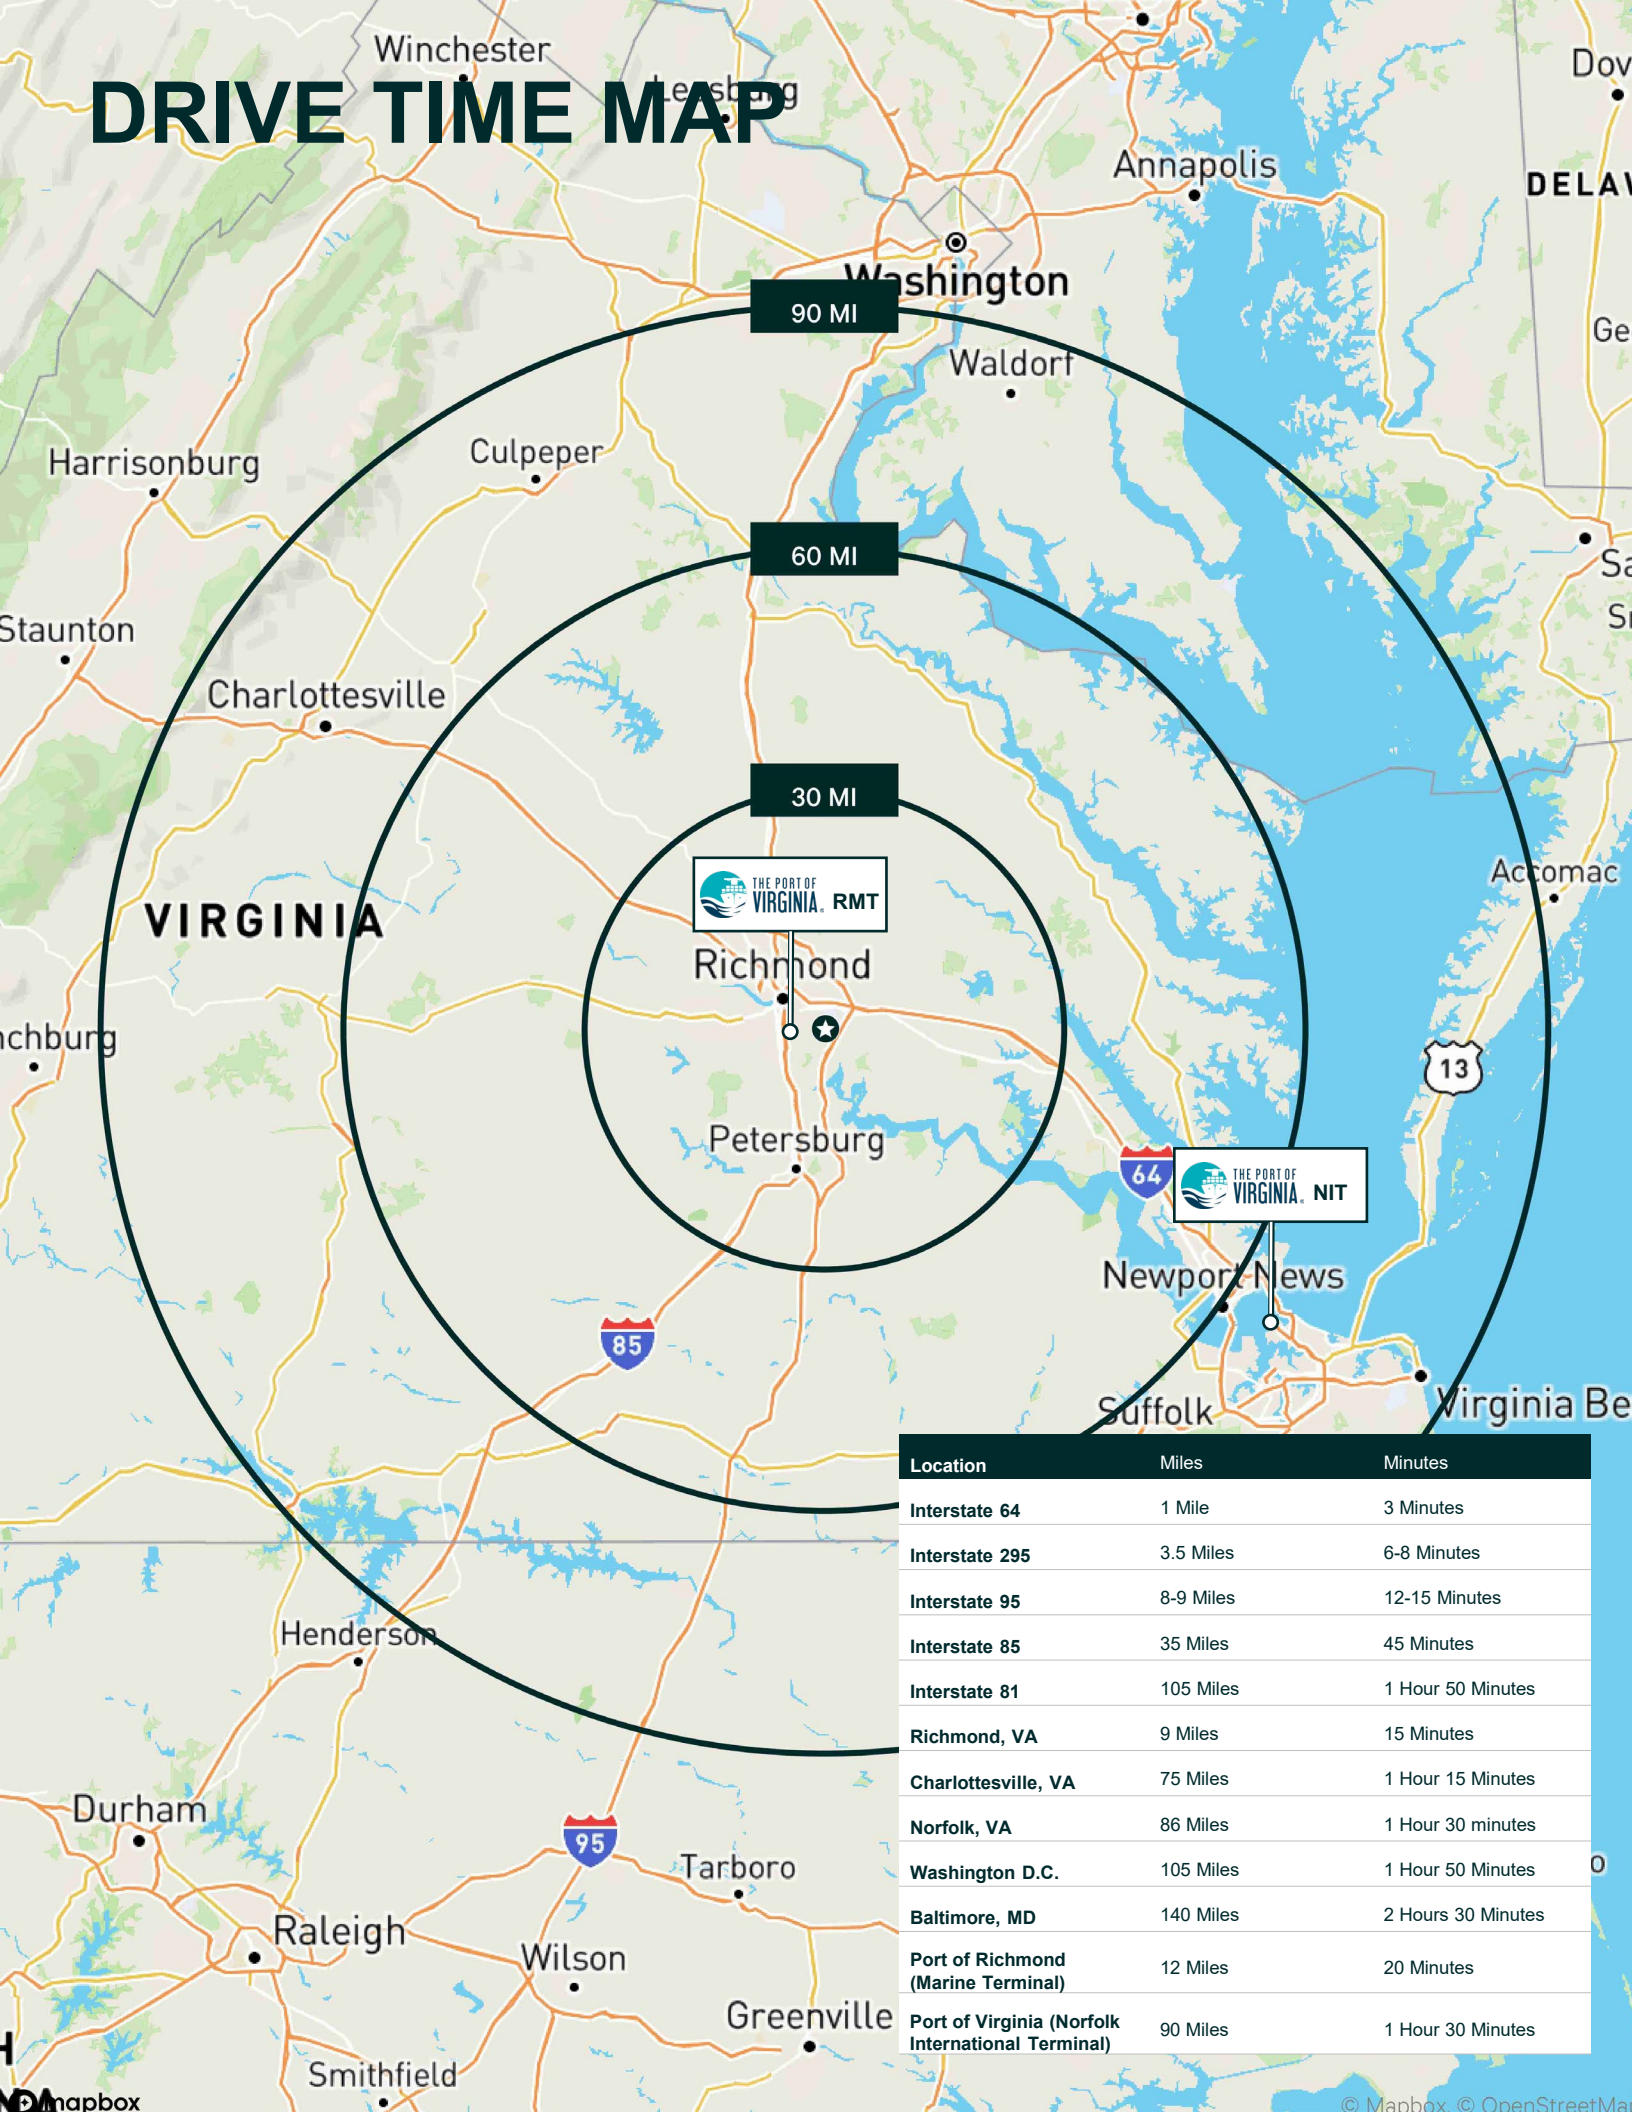 Winchester
Leesburg
DRIVE TIME MAP
Dov
Annapolis
DELAW
Washington
90 MI
Ge
Waldorf
Culpeper
Harrisonburg
60 MI
Sa
Staunton
S
Charlottesville
30 MI
Accomac
THE PORT OF
VIRGINIA. RMT
VIRGINIA
Richmond
nchburg
13
Petersburg
64
THE PORT OF
VIRGINIA. NIT
Newport News
85
Suffolk
Virginia Be
Location Miles Minutes
Interstate 64 1 Mile 3 Minutes
Interstate 295 3.5 Miles 6-8 Minutes
Interstate 95 8-9 Miles 12-15 Minutes
Interstate 85 35 Miles 45 Minutes
Interstate 81 105 Miles 1 Hour 50 Minutes
Richmond, VA 9 Miles 15 Minutes
Charlottesville, VA 75 Miles 1 Hour 15 Minutes
Norfolk, VA 86 Miles 1 Hour 30 minutes
Washington D.C. 105 Miles 1 Hour 50 Minutes
Baltimore, MD 140 Miles 2 Hours 30 Minutes
Port of Richmond
(Marine Terminal) 12 Miles 20 Minutes
Port of Virginia (Norfolk
International Terminal) 90 Miles 1 Hour 30 Minutes
Henderson
Durham
95
Tarboro
o
Raleigh
Wilson
Greenville
H
Smithfield
mapbox
© Mapbox, © OpenStreetMa